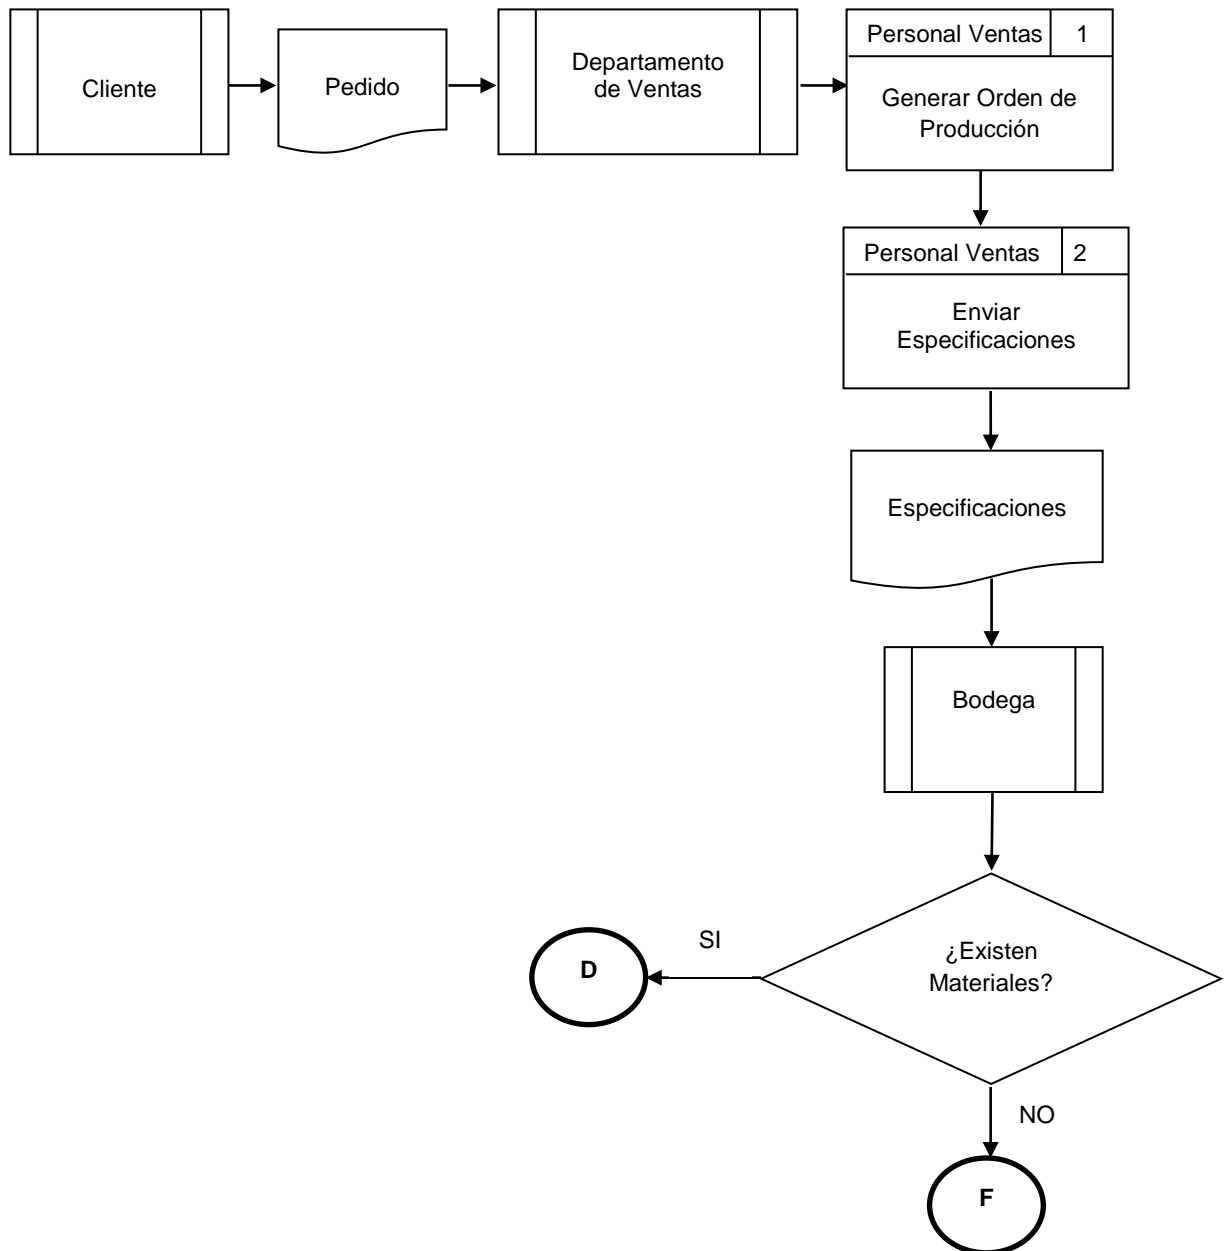 Cliente
Pedido
Departamento
de Ventas
Personal Ventas 1
Generar Orden de
Producción
Personal Ventas 2
Enviar
Especificaciones
Especificaciones
Bodega
¿Existen
Materiales?
SI
D
NO
F